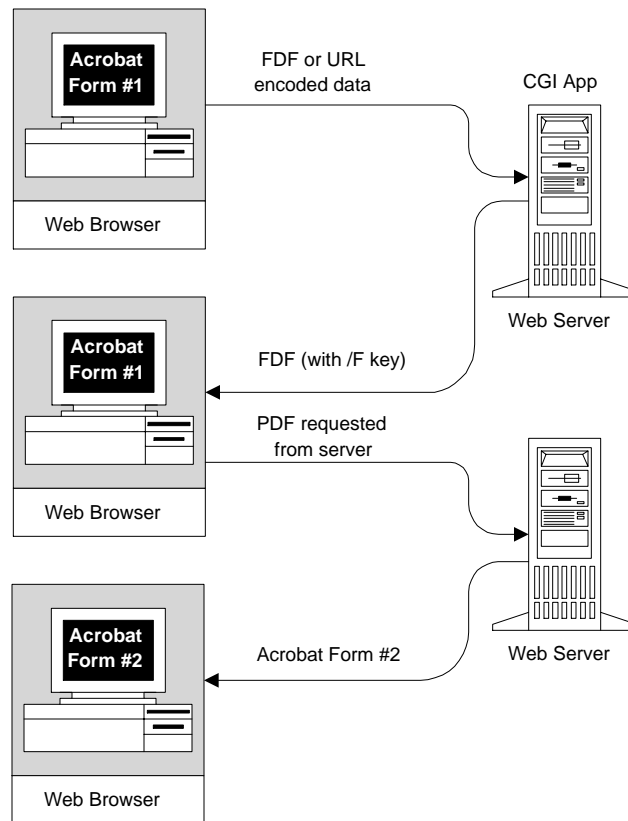 Acrobat
Form #1
Web Browser
FDF or URL
encoded data
CGI App
Web Server
Acrobat
Form #1
Web Browser
FDF (with /F key)
PDF requested
from server
Web Server
Acrobat
Form #2
Web Browser
Acrobat Form #2